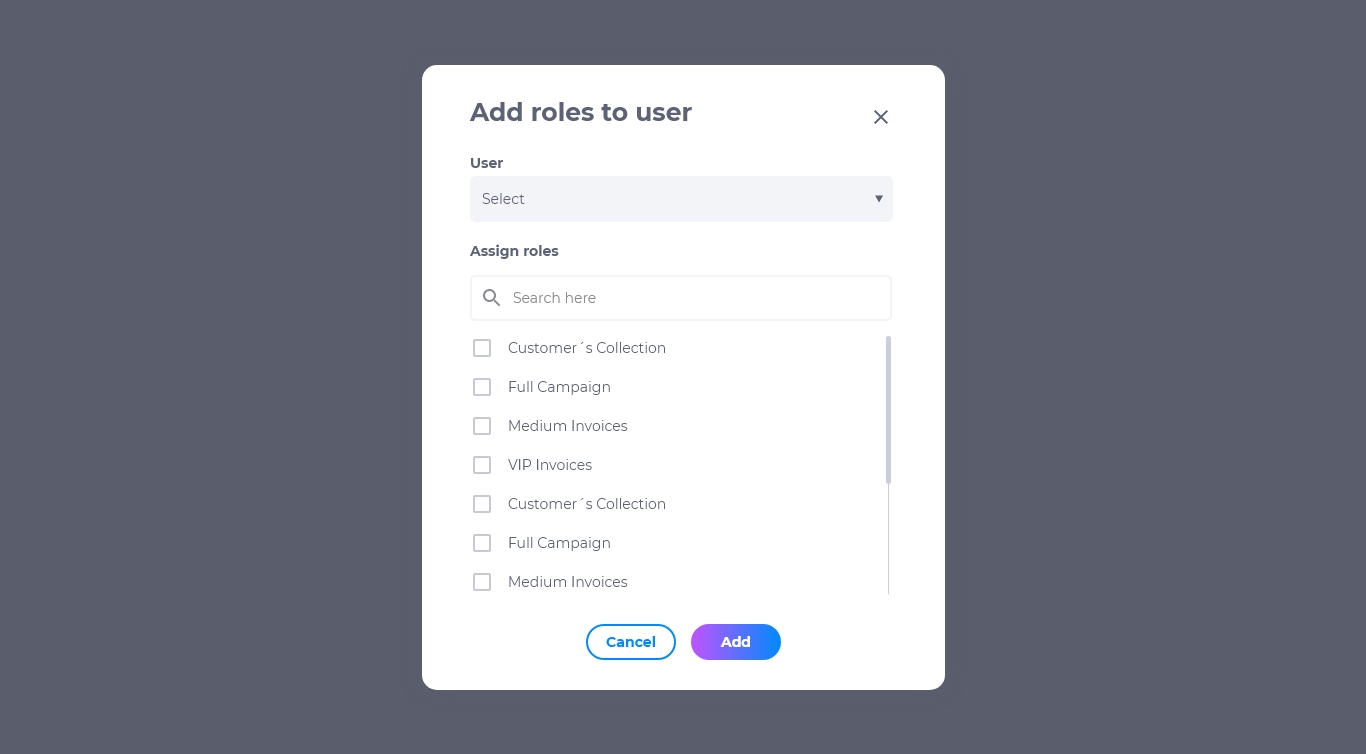 Add roles to user
User
Select
Assign roles
Search here
Customer´s Collection
Full Campaign
Medium Invoices
VIP Invoices
Customer´s Collection
Full Campaign
Medium Invoices
Cancel
Add